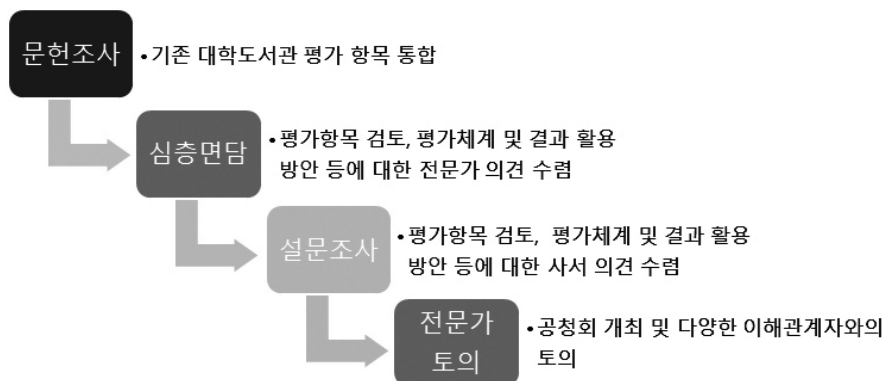 문헌조사
•기존 대학도서관 평가 항목 통합
심층면담
•평가항목 검토, 평가체계 및 결과 활용
방안 등에 대한 전문가 의견 수렴
설문조사
•평가항목 검토, 평가체계 및 결과 활용
방안 등에 대한 사서 의견 수렴
전문가
토의
•공청회 개최 및 다양한 이해관계자와의
토의